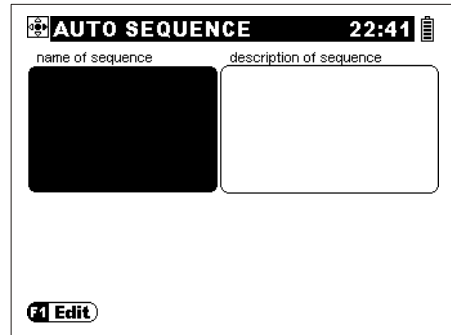 AUTO SEQUENCE 22:41
name of sequence description of sequence
F1 Edit